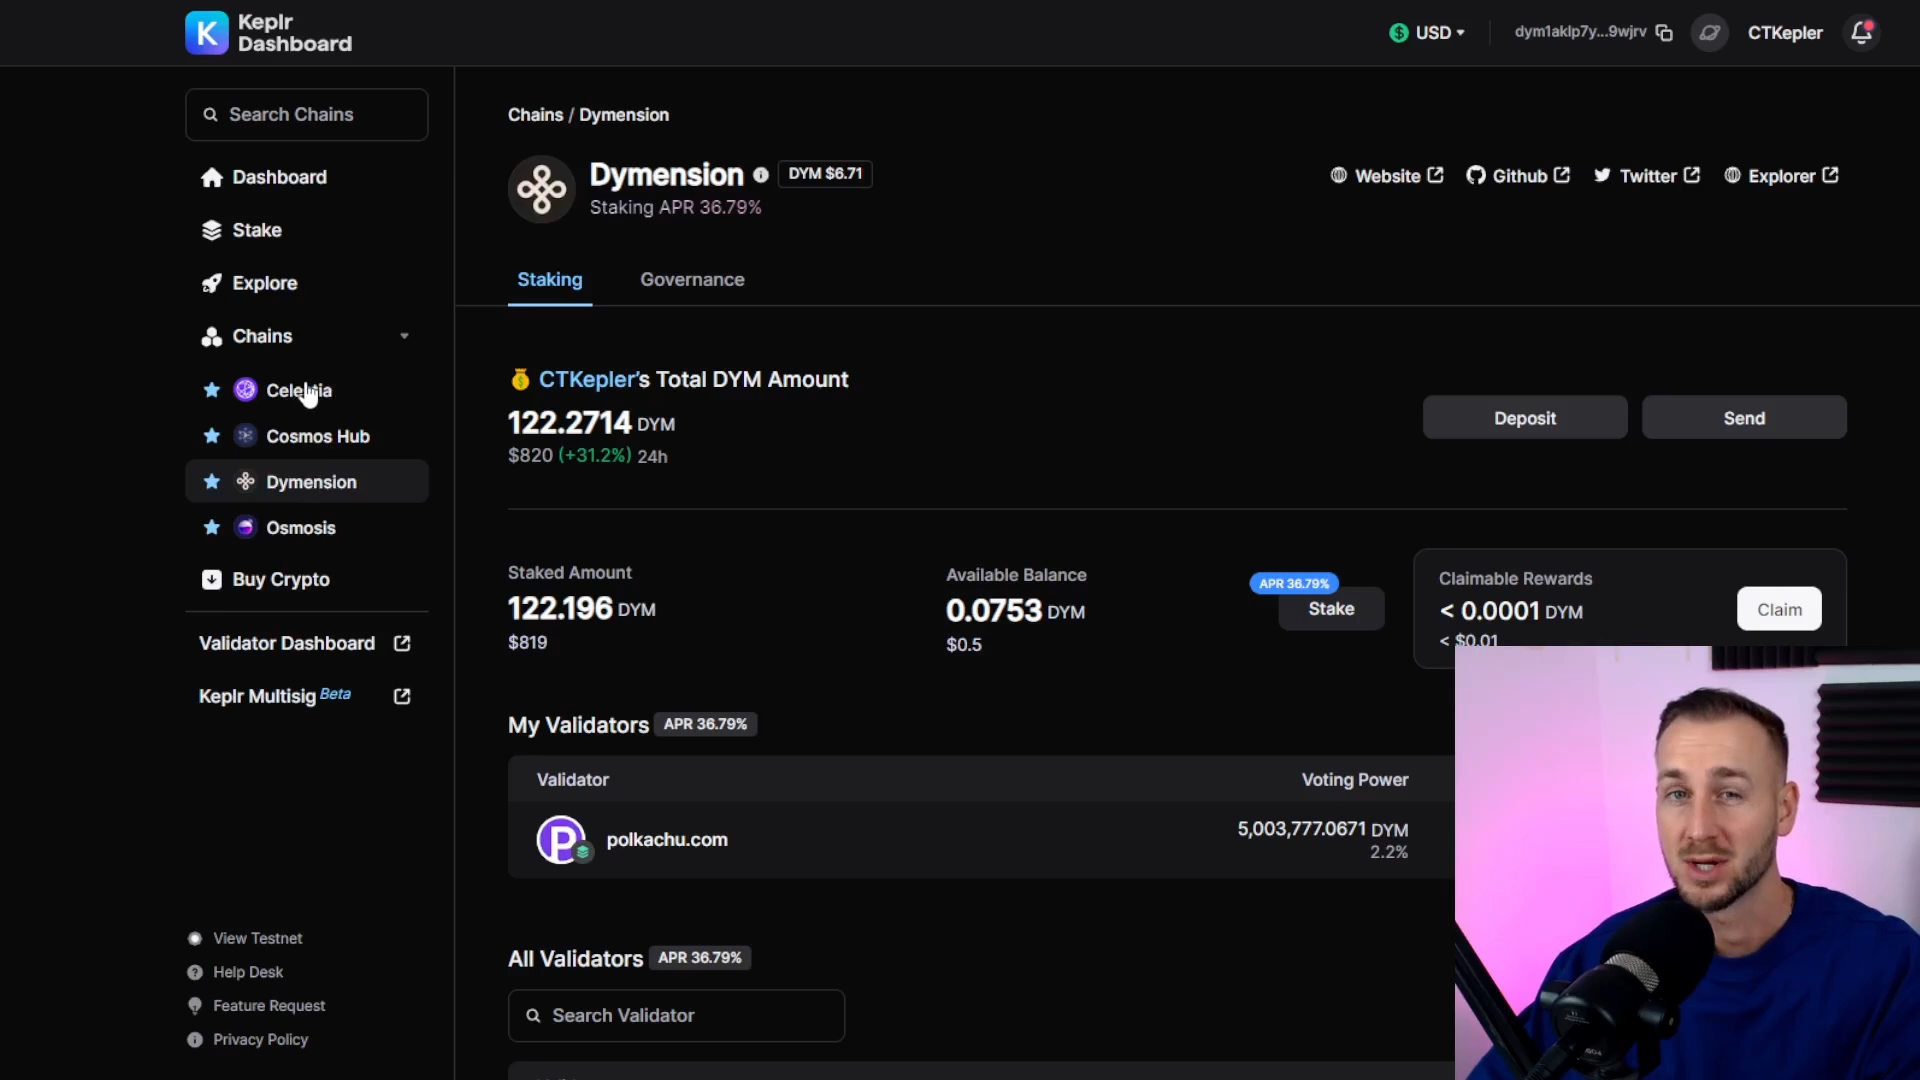 Keplr
Dashboard
USD
dym1aklp7y...9wjrv
CTKepler
Search Chains
Dashboard
Stake
Explore
Chains
Celestia
Cosmos Hub
Dymension
Osmosis
Buy Crypto
Validator Dashboard
Keplr Multisig Beta
View Testnet
Help Desk
Feature Request
Privacy Policy
Chains / Dymension
Dymension DYM $6.71
Staking APR 36.79%
Website Github Twitter Explorer
Staking Governance
CTKepler's Total DYM Amount
122.2714 DYM
$820 (+31.2%) 24h
Deposit Send
Staked Amount
122.196 DYM
$819
Available Balance
0.0753 DYM
$0.5
APR 36.79%
Stake
Claimable Rewards
< 0.0001 DYM
< $0.01
Claim
My Validators APR 36.79%
Validator Voting Power
polkachu.com
5,003,777.0671 DYM
2.2%
All Validators APR 36.79%
Search Validator